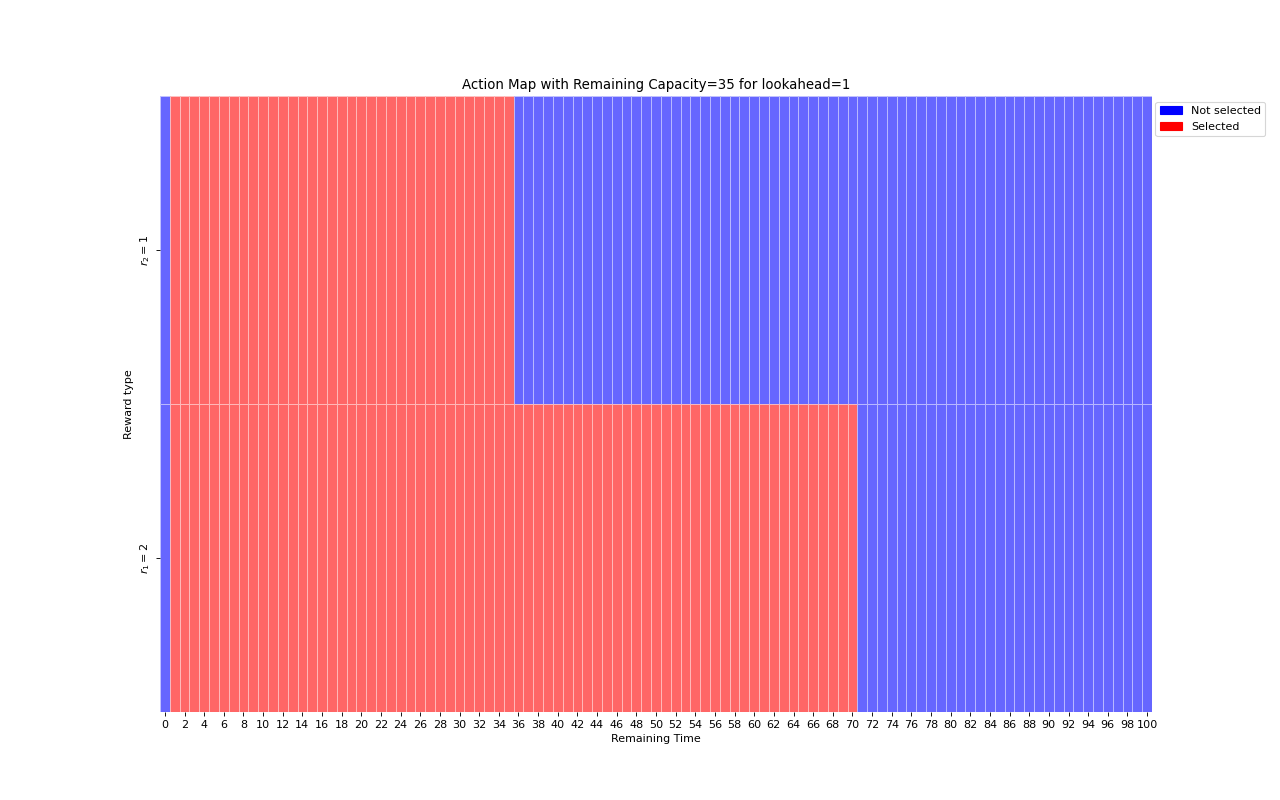 Action Map with Remaining Capacity=35 for lookahead=1
Not selected
Selected
r₂ = 1
Reward type
r₁ = 2
0 2 4 6 8 10 12 14 16 18 20 22 24 26 28 30 32 34 36 38 40 42 44 46 48 50 52 54 56 58 60 62 64 66 68 70 72 74 76 78 80 82 84 86 88 90 92 94 96 98 100
Remaining Time